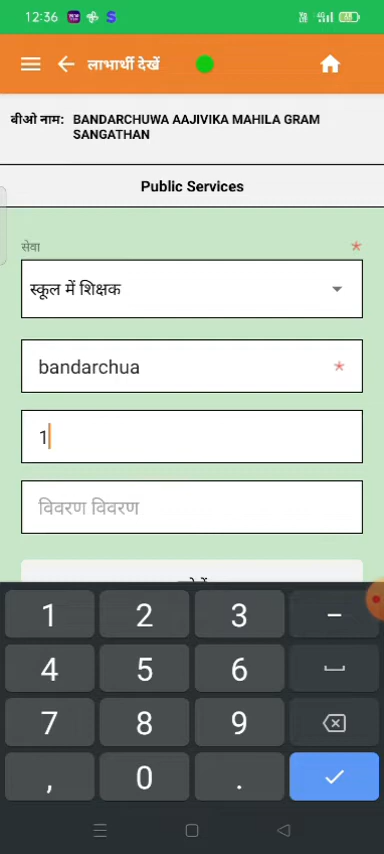 12:36
लाभार्थी देखें
वीओ नाम: BANDARCHUWA AAJIVIKA MAHILA GRAM
SANGATHAN
Public Services
सेवा *
स्कूल में शिक्षक
bandarchua *
1
विवरण विवरण
1 2 3 -
4 5 6
7 8 9
, 0 .